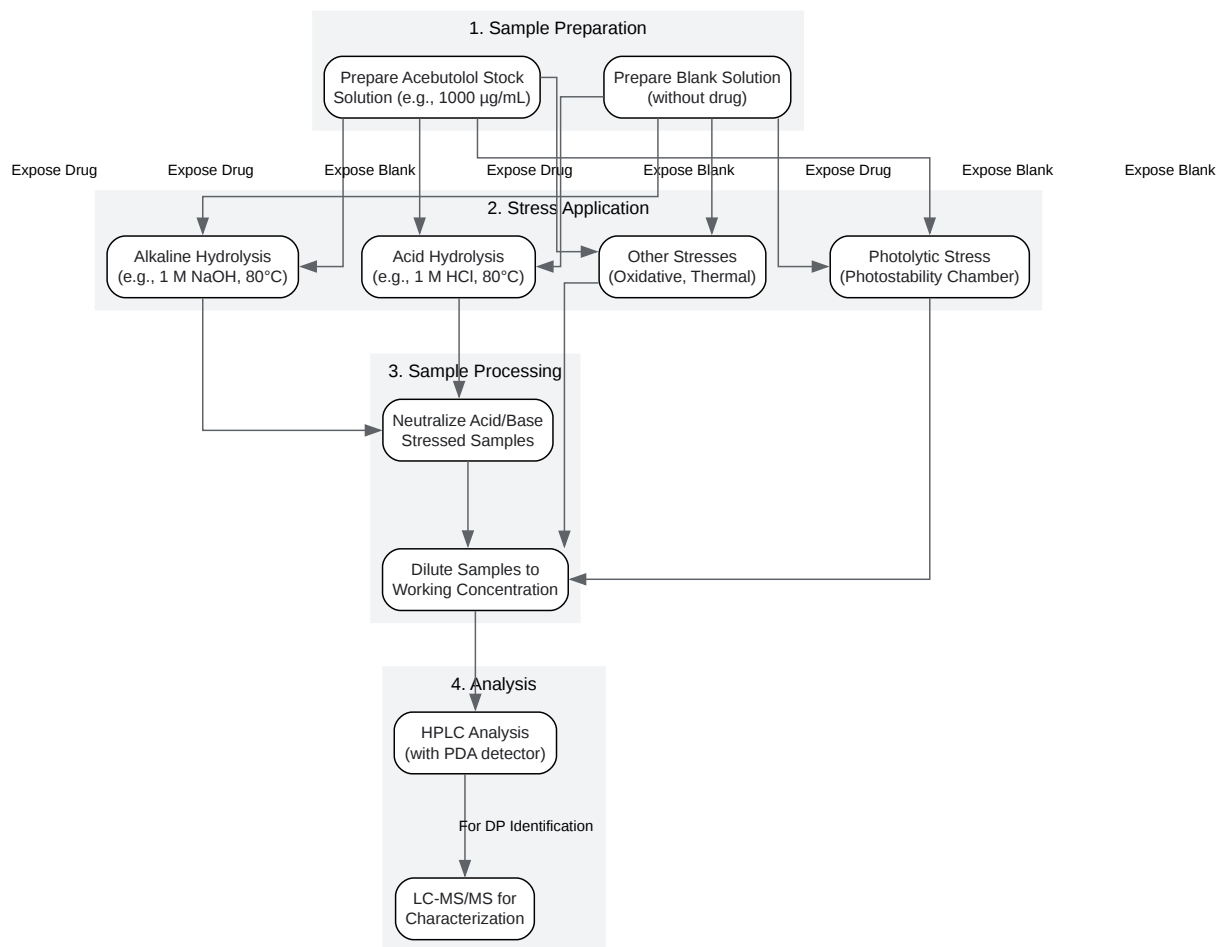 1. Sample Preparation
Prepare Acebutolol Stock
Solution (e.g., 1000 µg/mL)
Prepare Blank Solution
(without drug)
Expose Drug
Expose Drug
Expose Blank
Expose Drug
Expose Blank
Expose Drug
Expose Blank
Expose Blank
2. Stress Application
Alkaline Hydrolysis
(e.g., 1 M NaOH, 80°C)
Acid Hydrolysis
(e.g., 1 M HCl, 80°C)
Other Stresses
(Oxidative, Thermal)
Photolytic Stress
(Photostability Chamber)
3. Sample Processing
Neutralize Acid/Base
Stressed Samples
Dilute Samples to
Working Concentration
4. Analysis
HPLC Analysis
(with PDA detector)
For DP Identification
LC-MS/MS for
Characterization